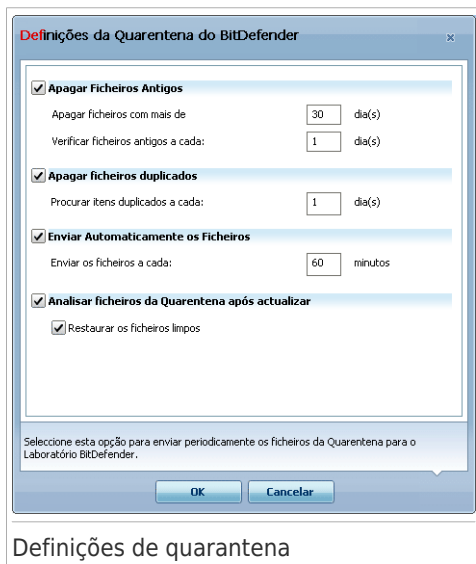 Definições da Quarentena do BitDefender
Apagar Ficheiros Antigos
Apagar ficheiros com mais de 30 dia(s)
Verificar ficheiros antigos a cada: 1 dia(s)
Apagar ficheiros duplicados
Procurar itens duplicados a cada: 1 dia(s)
Enviar Automaticamente os Ficheiros
Enviar os ficheiros a cada: 60 minutos
Analisar ficheiros da Quarentena após actualizar
Restaurar os ficheiros limpos
Seleccione esta opção para enviar periodicamente os ficheiros da Quarentena para o
Laboratório BitDefender.
OK Cancelar
Definições de quarantena